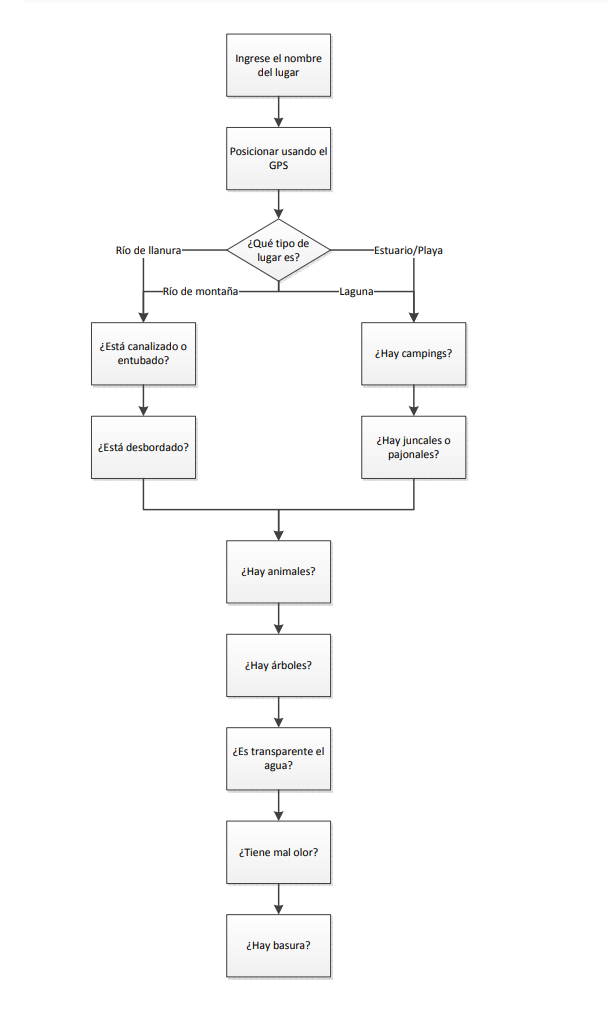 Ingrese el nombre
del lugar
Posicionar usando el
GPS
¿Qué tipo de
lugar es?
Río de llanura
Estuario/Playa
Río de montaña
Laguna
¿Está canalizado o
entubado?
¿Hay campings?
¿Está desbordado?
¿Hay juncales o
pajonales?
¿Hay animales?
¿Hay árboles?
¿Es transparente el
agua?
¿Tiene mal olor?
¿Hay basura?